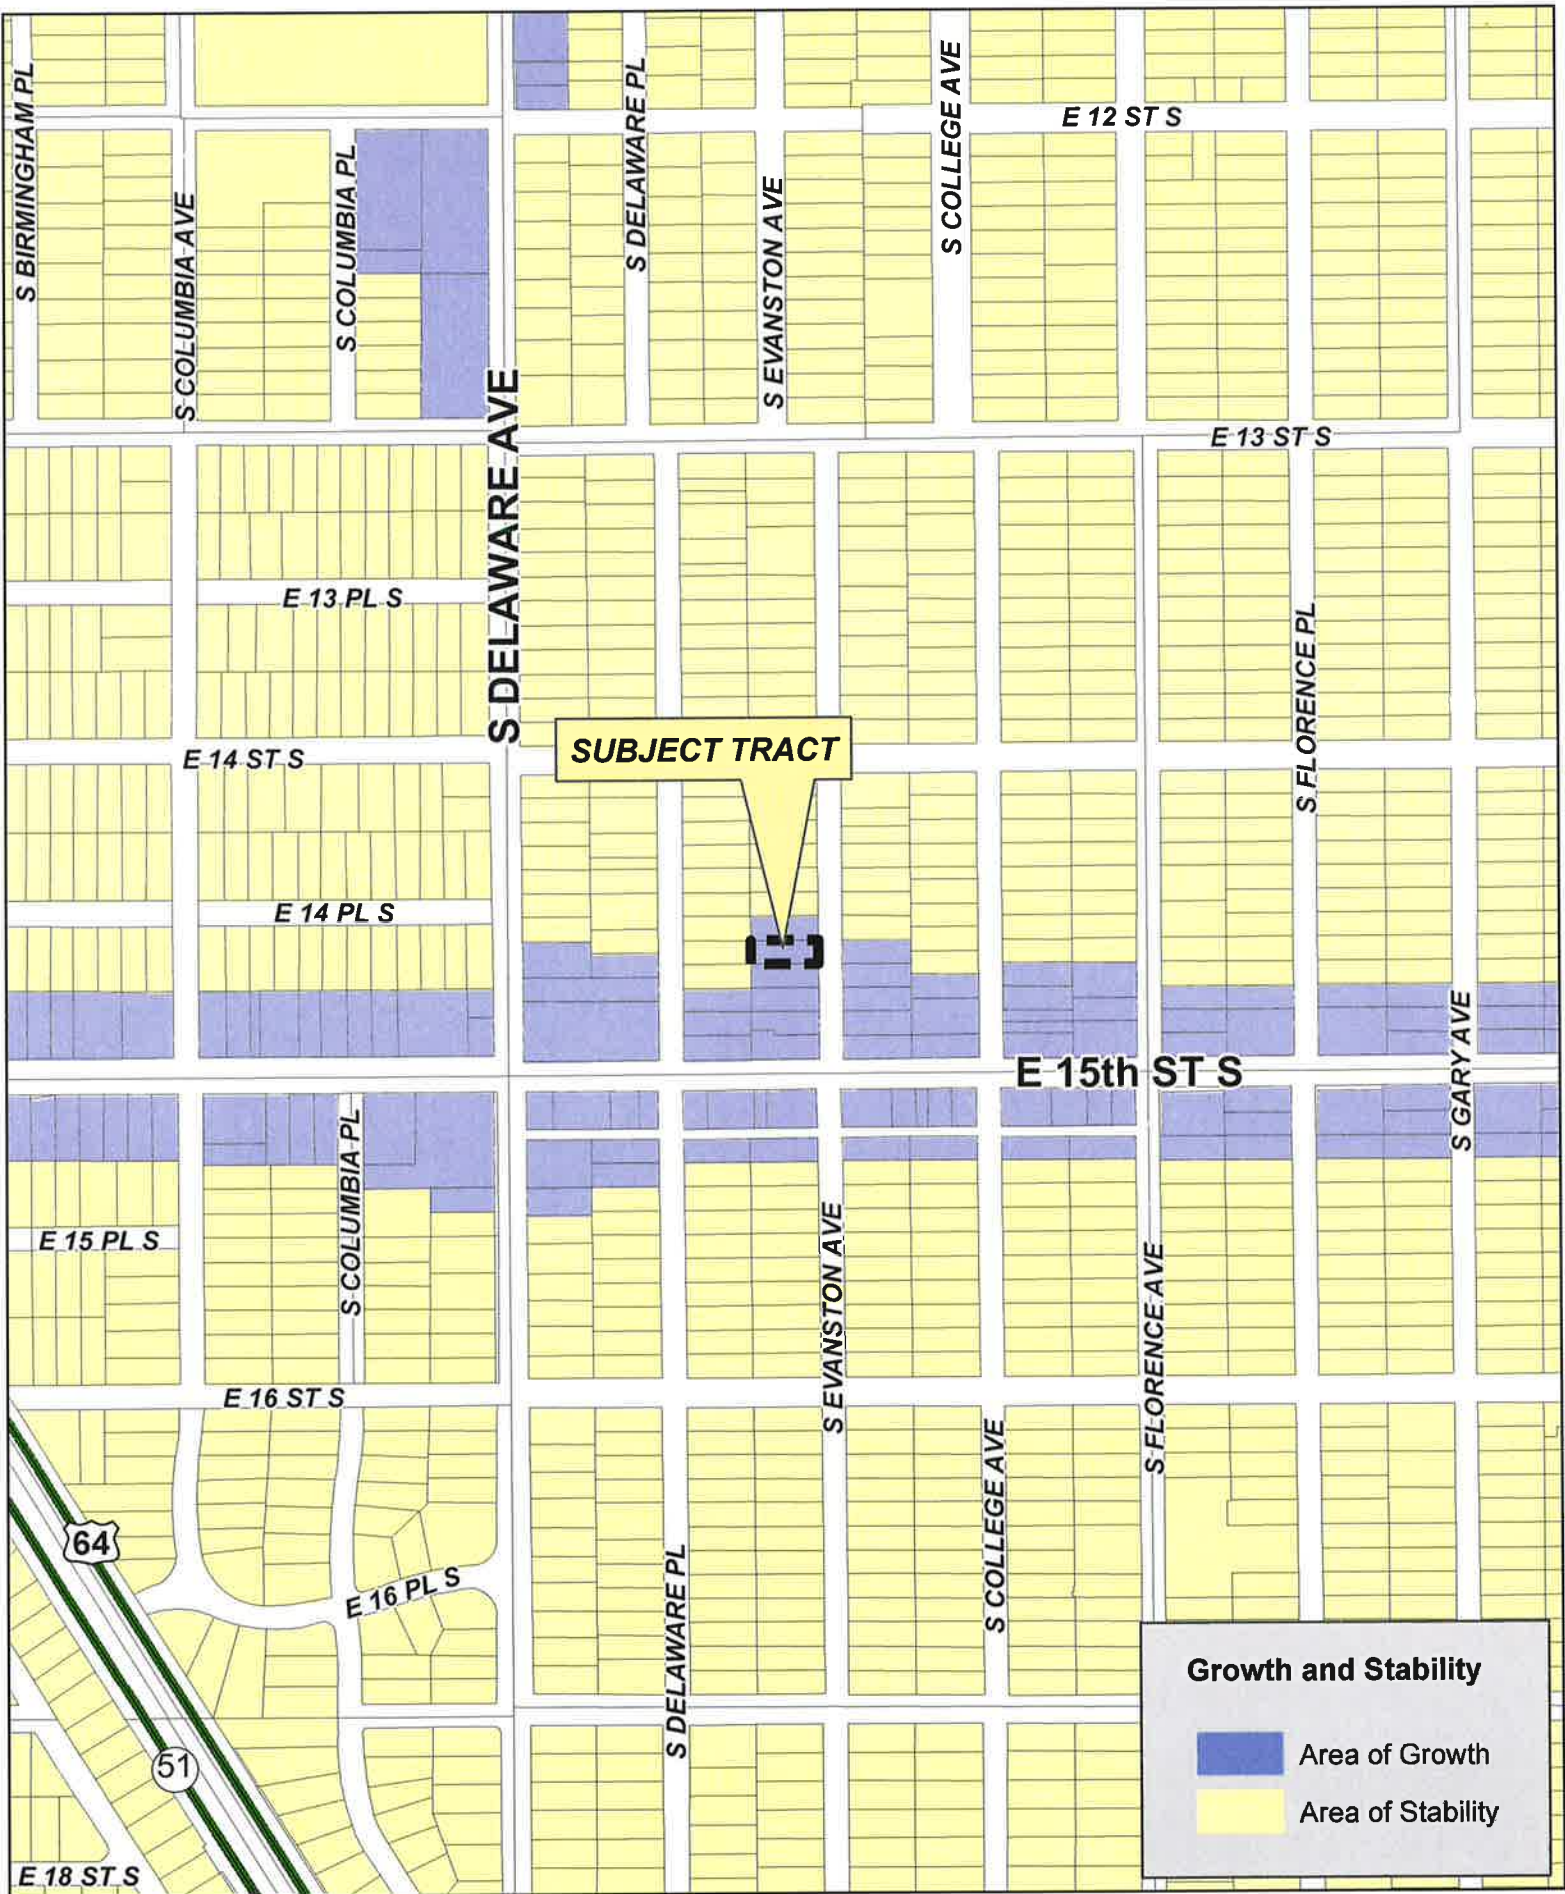 S BIRMINGHAM PL
S COLUMBIA AVE
S COLUMBIA PL
S DELAWARE AVE
S DELAWARE PL
S EVANSTON AVE
S COLLEGE AVE
E 12 ST S
E 13 ST S
E 13 PL S
S FLORENCE PL
E 14 ST S
SUBJECT TRACT
E 14 PL S
E 15th ST S
S GARY AVE
S COLUMBIA PL
E 15 PL S
S EVANSTON AVE
S FLORENCE AVE
E 16 ST S
S COLLEGE AVE
64
E 16 PL S
S DELAWARE PL
51
E 18 ST S
Growth and Stability
Area of Growth
Area of Stability